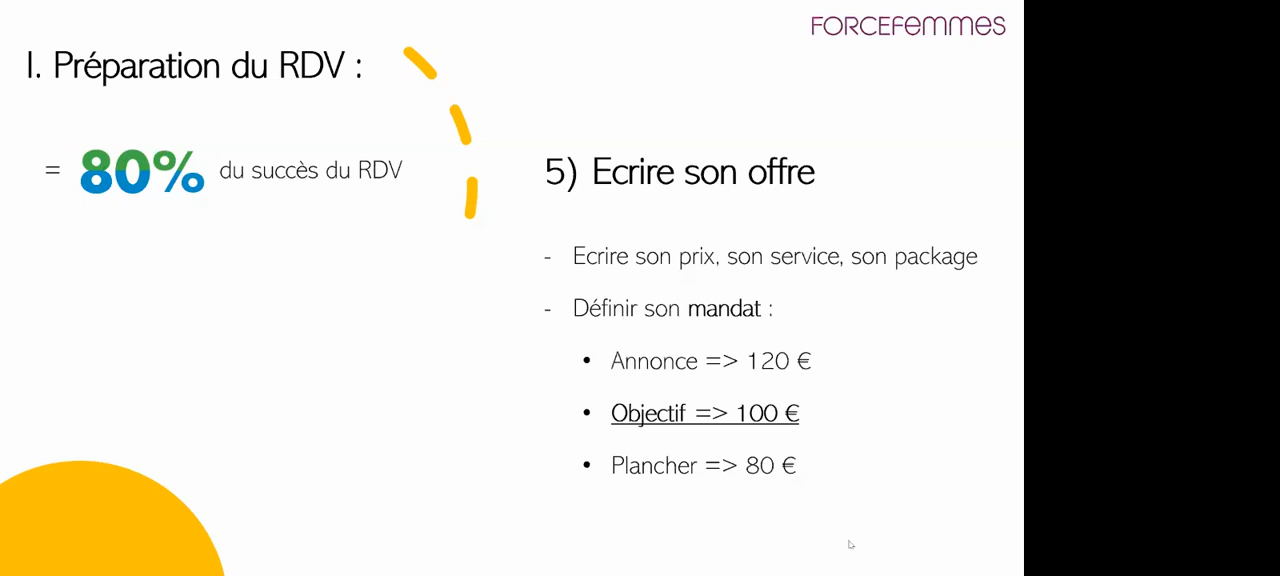 FORCEFEMMES
I. Préparation du RDV :
= 80% du succès du RDV
5) Ecrire son offre
- Ecrire son prix, son service, son package
- Définir son mandat :
• Annonce => 120 €
• Objectif => 100 €
• Plancher => 80 €